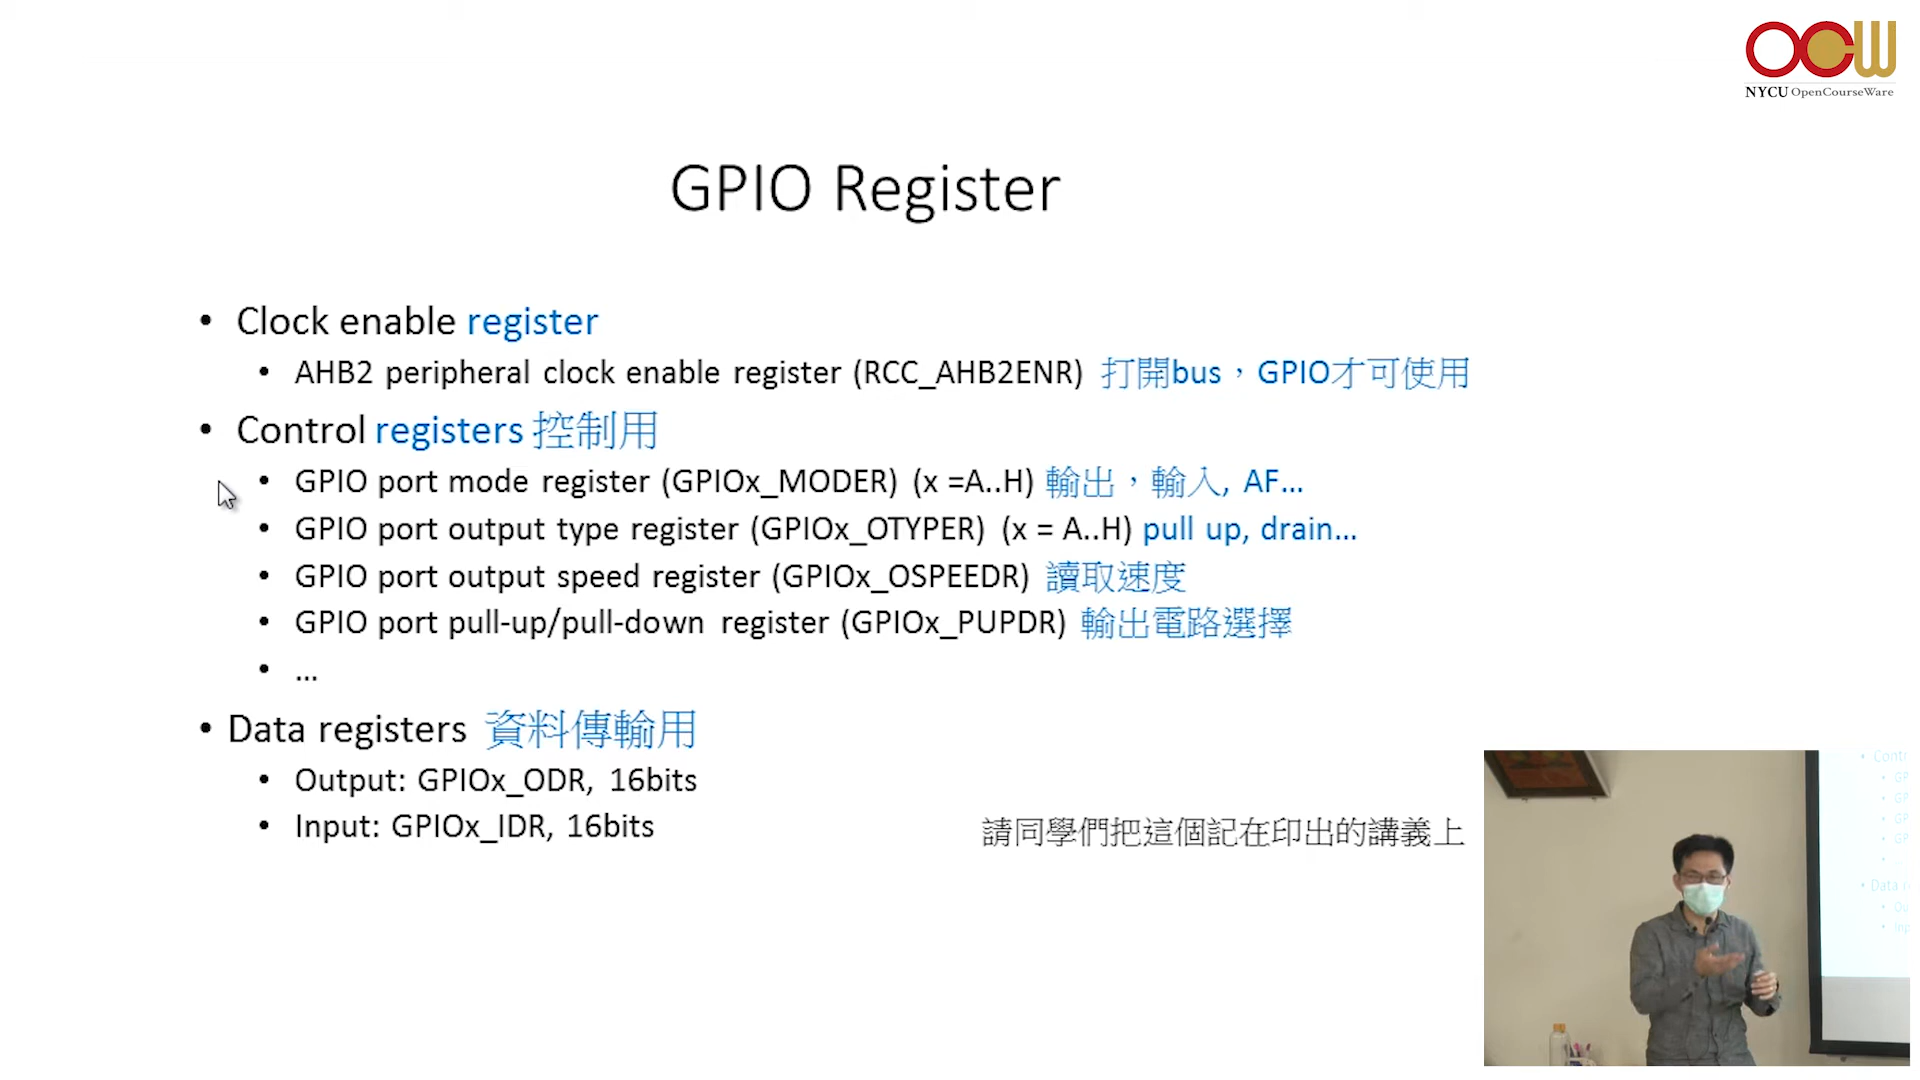 OCW
NYCU OpenCourseWare
GPIO Register
• Clock enable register
• AHB2 peripheral clock enable register (RCC_AHB2ENR) 打開bus，GPIO才可使用
• Control registers 控制用
• GPIO port mode register (GPIOx_MODER) (x =A..H) 輸出，輸入, AF…
• GPIO port output type register (GPIOx_OTYPER) (x = A..H) pull up, drain…
• GPIO port output speed register (GPIOx_OSPEEDR) 讀取速度
• GPIO port pull-up/pull-down register (GPIOx_PUPDR) 輸出電路選擇
• …
• Data registers 資料傳輸用
• Output: GPIOx_ODR, 16bits
• Input: GPIOx_IDR, 16bits
請同學們把這個記在印出的講義上